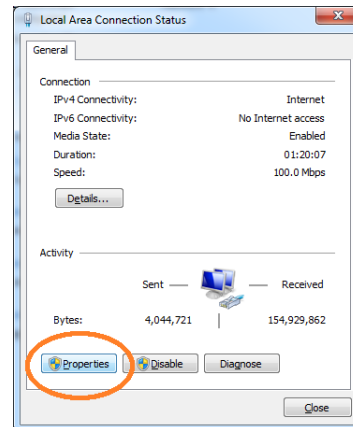 Local Area Connection Status
General
Connection
IPv4 Connectivity: Internet
IPv6 Connectivity: No Internet access
Media State: Enabled
Duration: 01:20:07
Speed: 100.0 Mbps
Details...
Activity
Sent Received
Bytes: 4,044,721 154,929,862
Properties Disable Diagnose
Close